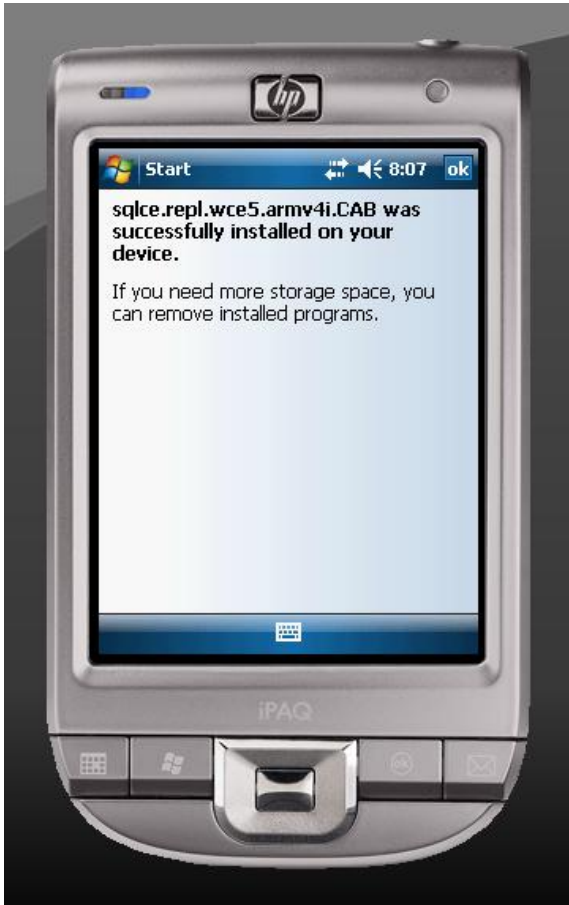 hp
Start 8:07 ok
sqlce.repl.wce5.armv4i.CAB was
successfully installed on your
device.
If you need more storage space, you
can remove installed programs.
iPAQ
ok